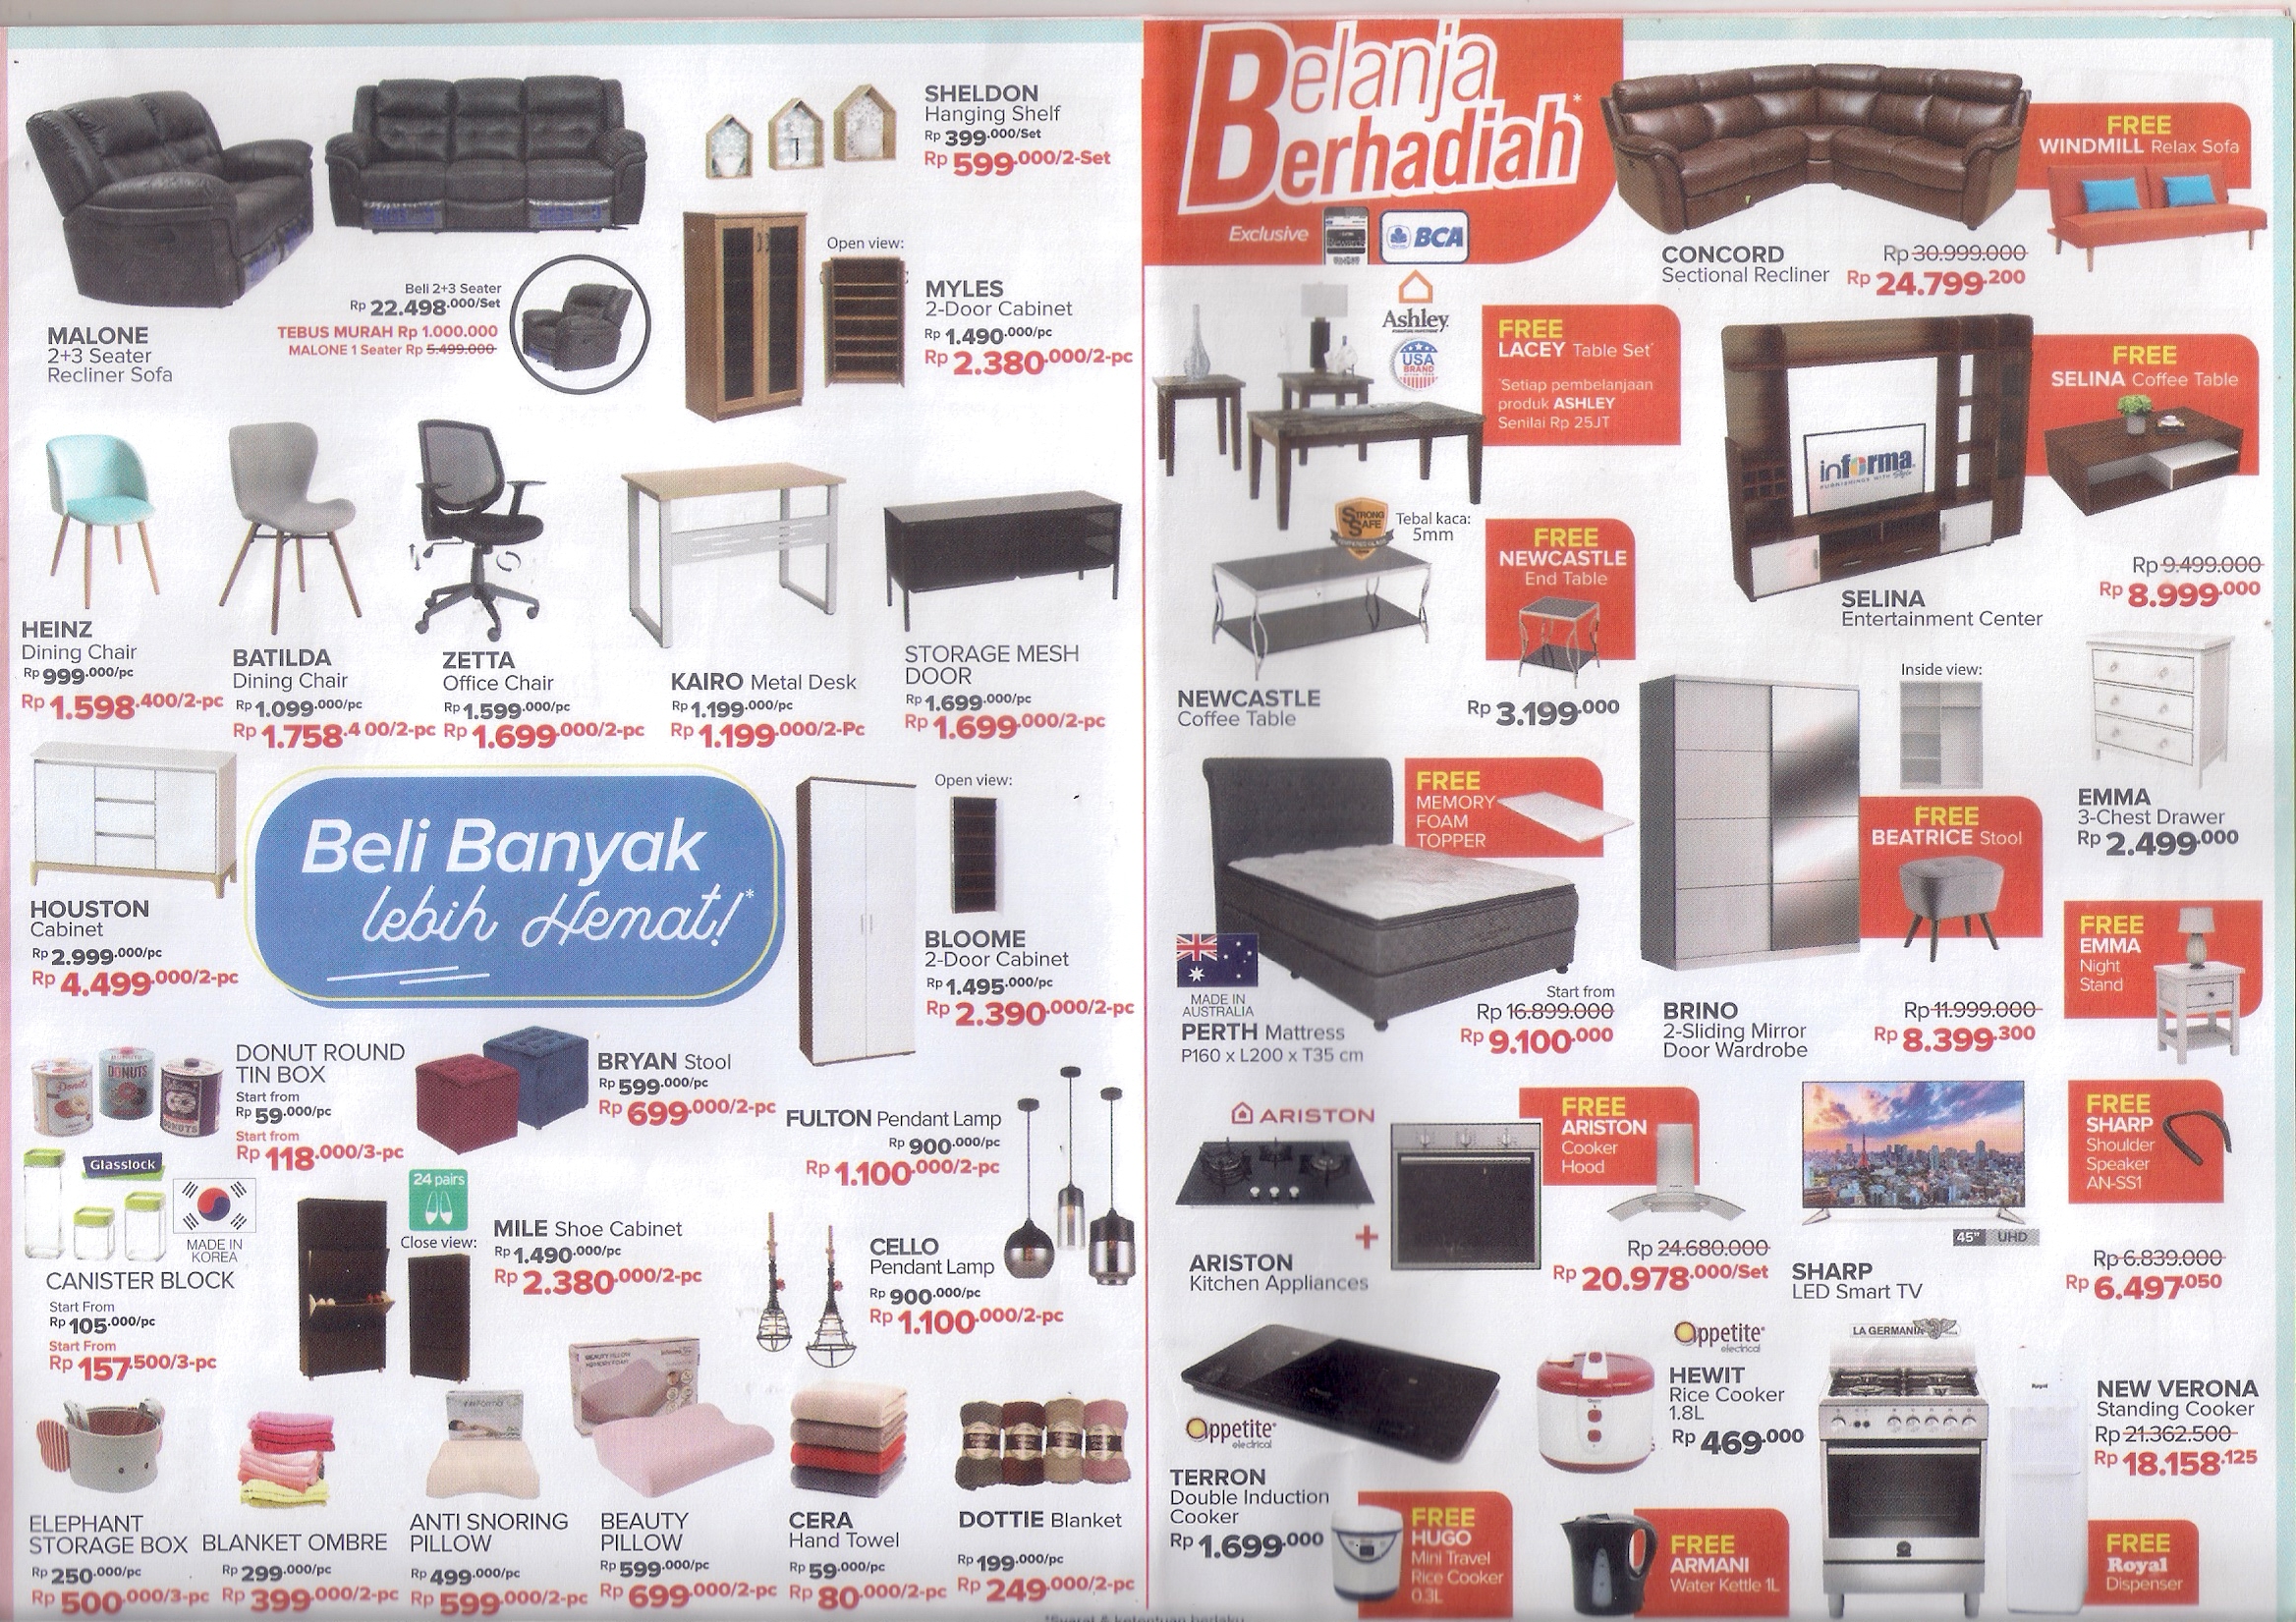 SHELDON
Hanging Shelf
Rp 399.000/Set
Rp 599.000/2-Set
Beli 2+3 Seater
Rp 22.498.000/Set
TEBUS MURAH Rp 1.000.000
MALONE 1 Seater Rp 5.499.000
MALONE
2+3 Seater
Recliner Sofa
Open view:
MYLES
2-Door Cabinet
Rp 1.490.000/pc
Rp 2.380.000/2-pc
HEINZ
Dining Chair
Rp 999.000/pc
Rp 1.598.400/2-pc
BATILDA
Dining Chair
Rp 1.099.000/pc
Rp 1.758.4 00/2-pc
ZETTA
Office Chair
Rp 1.599.000/pc
Rp 1.699.000/2-pc
KAIRO Metal Desk
Rp 1.199.000/pc
Rp 1.199.000/2-Pc
STORAGE MESH
DOOR
Rp 1.699.000/pc
Rp 1.699.000/2-pc
HOUSTON
Cabinet
Rp 2.999.000/pc
Rp 4.499.000/2-pc
Beli Banyak
lebih Hemat!*
Open view:
BLOOME
2-Door Cabinet
Rp 1.495.000/pc
Rp 2.390.000/2-pc
DONUT ROUND
TIN BOX
Start from
Rp 59.000/pc
Start from
Rp 118.000/3-pc
BRYAN Stool
Rp 599.000/pc
Rp 699.000/2-pc
FULTON Pendant Lamp
Rp 900.000/pc
Rp 1.100.000/2-pc
Glasslock
MADE IN
KOREA
CANISTER BLOCK
Start From
Rp 105.000/pc
Start From
Rp 157.500/3-pc
24 pairs
Close view:
MILE Shoe Cabinet
Rp 1.490.000/pc
Rp 2.380.000/2-pc
CELLO
Pendant Lamp
Rp 900.000/pc
Rp 1.100.000/2-pc
BEAUTY PILLOW
MEMORY FOAM
ELEPHANT
STORAGE BOX
Rp 250.000/pc
Rp 500.000/3-pc
BLANKET OMBRE
Rp 299.000/pc
Rp 399.000/2-pc
ANTI SNORING
PILLOW
Rp 499.000/pc
Rp 599.000/2-pc
BEAUTY
PILLOW
Rp 599.000/pc
Rp 699.000/2-pc
CERA
Hand Towel
Rp 59.000/pc
Rp 80.000/2-pc
DOTTIE Blanket
Rp 199.000/pc
Rp 249.000/2-pc
Belanja
Berhadiah*
Exclusive
BCA
CONCORD
Sectional Recliner
Rp 30.999.000
Rp 24.799.200
FREE
WINDMILL Relax Sofa
Ashley
USA
BRAND
FREE
LACEY Table Set*
*Setiap pembelanjaan
produk ASHLEY
Senilai Rp 25JT
informa
FREE
SELINA Coffee Table
SELINA
Entertainment Center
Rp 9.499.000
Rp 8.999.000
STRONG
SAFE
Tebal kaca:
5mm
FREE
NEWCASTLE
End Table
NEWCASTLE
Coffee Table
Rp 3.199.000
FREE
MEMORY
FOAM
TOPPER
MADE IN
AUSTRALIA
PERTH Mattress
P160 x L200 x T35 cm
Start from
Rp 16.899.000
Rp 9.100.000
Inside view:
FREE
BEATRICE Stool
BRINO
2-Sliding Mirror
Door Wardrobe
Rp 11.999.000
Rp 8.399.300
EMMA
3-Chest Drawer
Rp 2.499.000
FREE
EMMA
Night
Stand
ARISTON
FREE
ARISTON
Cooker
Hood
+
ARISTON
Kitchen Appliances
Rp 24.680.000
Rp 20.978.000/Set
FREE
SHARP
Shoulder
Speaker
AN-SS1
45" UHD
SHARP
LED Smart TV
Rp 6.839.000
Rp 6.497.050
Appetite
electrical
TERRON
Double Induction
Cooker
Rp 1.699.000
FREE
HUGO
Mini Travel
Rice Cooker
0.3L
Appetite
electrical
HEWIT
Rice Cooker
1.8L
Rp 469.000
FREE
ARMANI
Water Kettle 1L
LA GERMANIA
NEW VERONA
Standing Cooker
Rp 21.362.500
Rp 18.158.125
FREE
Royal
Dispenser